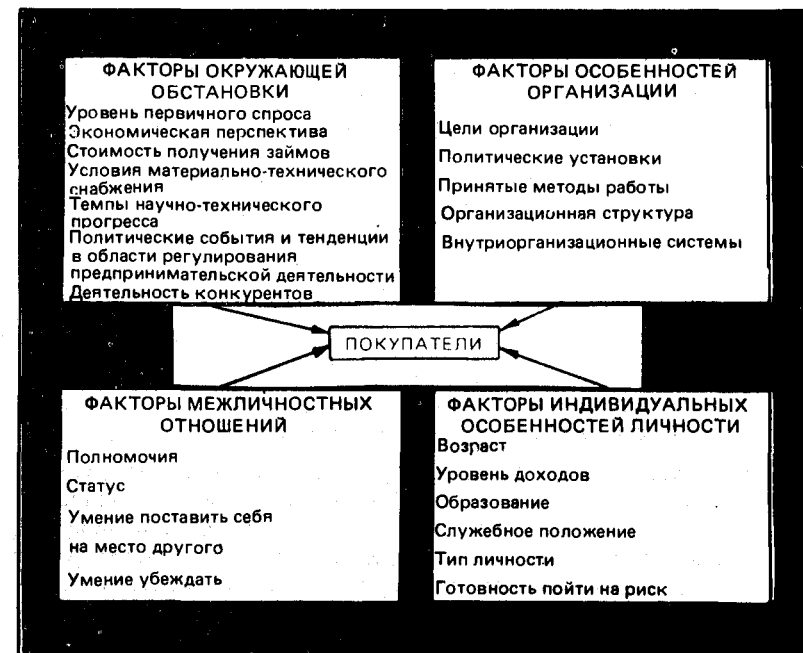 ФАКТОРЫ ОКРУЖАЮЩЕЙ
ОБСТАНОВКИ
Уровень первичного спроса
Экономическая перспектива
Стоимость получения займов
Условия материально-технического
снабжения
Темпы научно-технического
прогресса
Политические события и тенденции
в области регулирования
предпринимательской деятельности
Деятельность конкурентов
ФАКТОРЫ ОСОБЕННОСТЕЙ
ОРГАНИЗАЦИИ
Цели организации
Политические установки
Принятые методы работы
Организационная структура
Внутриорганизационные системы
ПОКУПАТЕЛИ
ФАКТОРЫ МЕЖЛИЧНОСТНЫХ
ОТНОШЕНИЙ
Полномочия
Статус
Умение поставить себя
на место другого
Умение убеждать
ФАКТОРЫ ИНДИВИДУАЛЬНЫХ
ОСОБЕННОСТЕЙ ЛИЧНОСТИ
Возраст
Уровень доходов
Образование
Служебное положение
Тип личности
Готовность пойти на риск